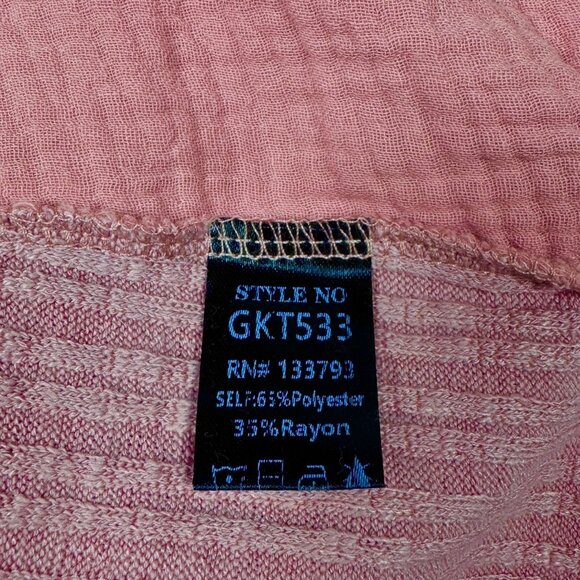 STYLE NO
GKT533
RN# 133793
SELF:65%Polyester
35%Rayon